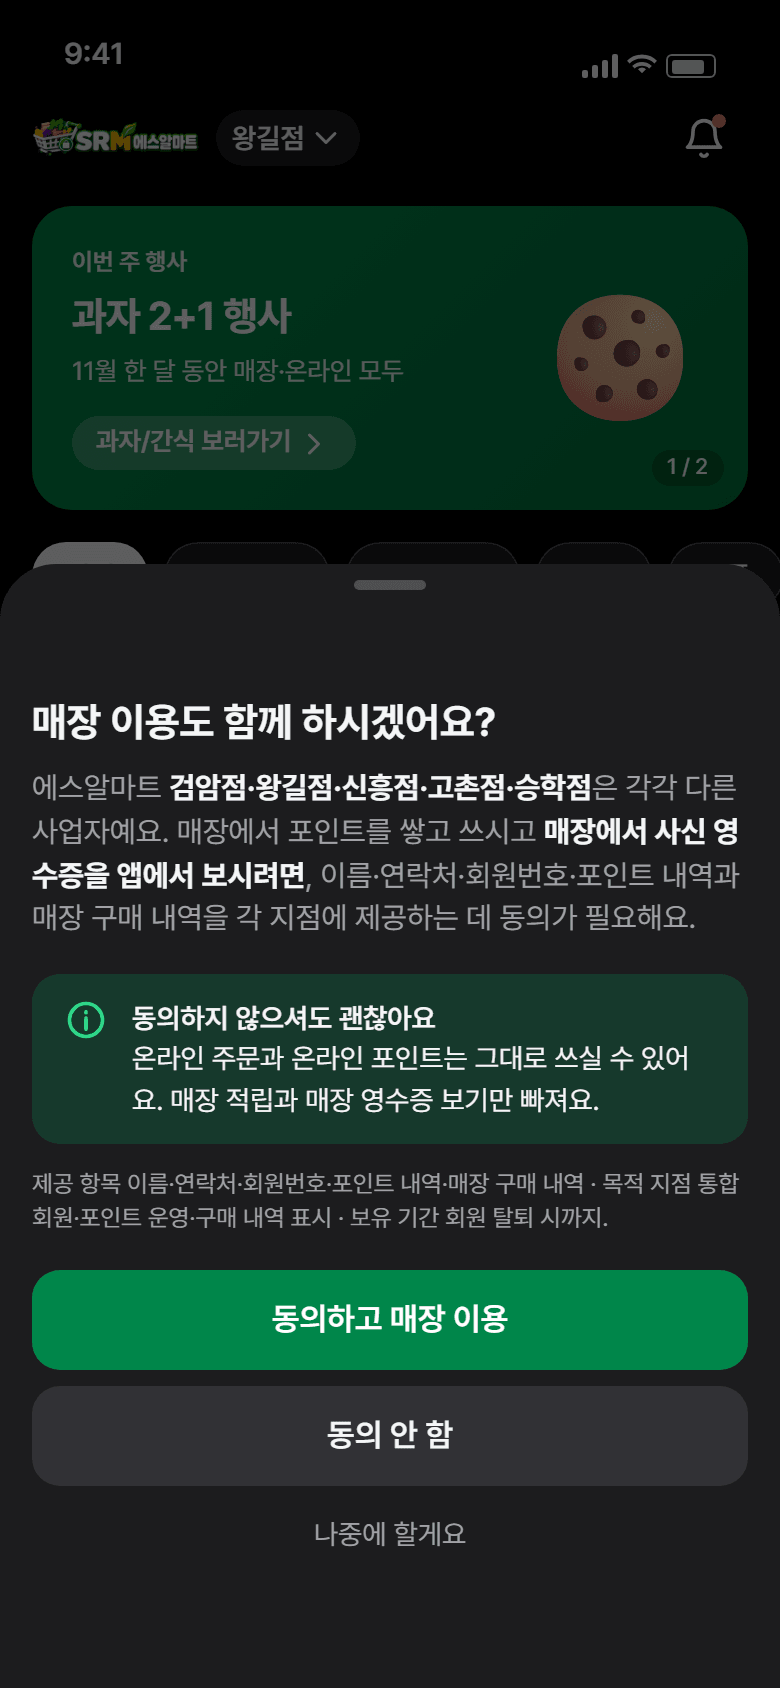 9:41
SRM 에스알마트
왕길점
이번 주 행사
과자 2+1 행사
11월 한 달 동안 매장·온라인 모두
과자/간식 보러가기
1 / 2
매장 이용도 함께 하시겠어요?
에스알마트 검암점·왕길점·신흥점·고촌점·승학점은 각각 다른
사업자예요. 매장에서 포인트를 쌓고 쓰시고 매장에서 사신 영
수증을 앱에서 보시려면, 이름·연락처·회원번호·포인트 내역과
매장 구매 내역을 각 지점에 제공하는 데 동의가 필요해요.
동의하지 않으셔도 괜찮아요
온라인 주문과 온라인 포인트는 그대로 쓰실 수 있어
요. 매장 적립과 매장 영수증 보기만 빠져요.
제공 항목 이름·연락처·회원번호·포인트 내역·매장 구매 내역 · 목적 지점 통합
회원·포인트 운영·구매 내역 표시 · 보유 기간 회원 탈퇴 시까지.
동의하고 매장 이용
동의 안 함
나중에 할게요